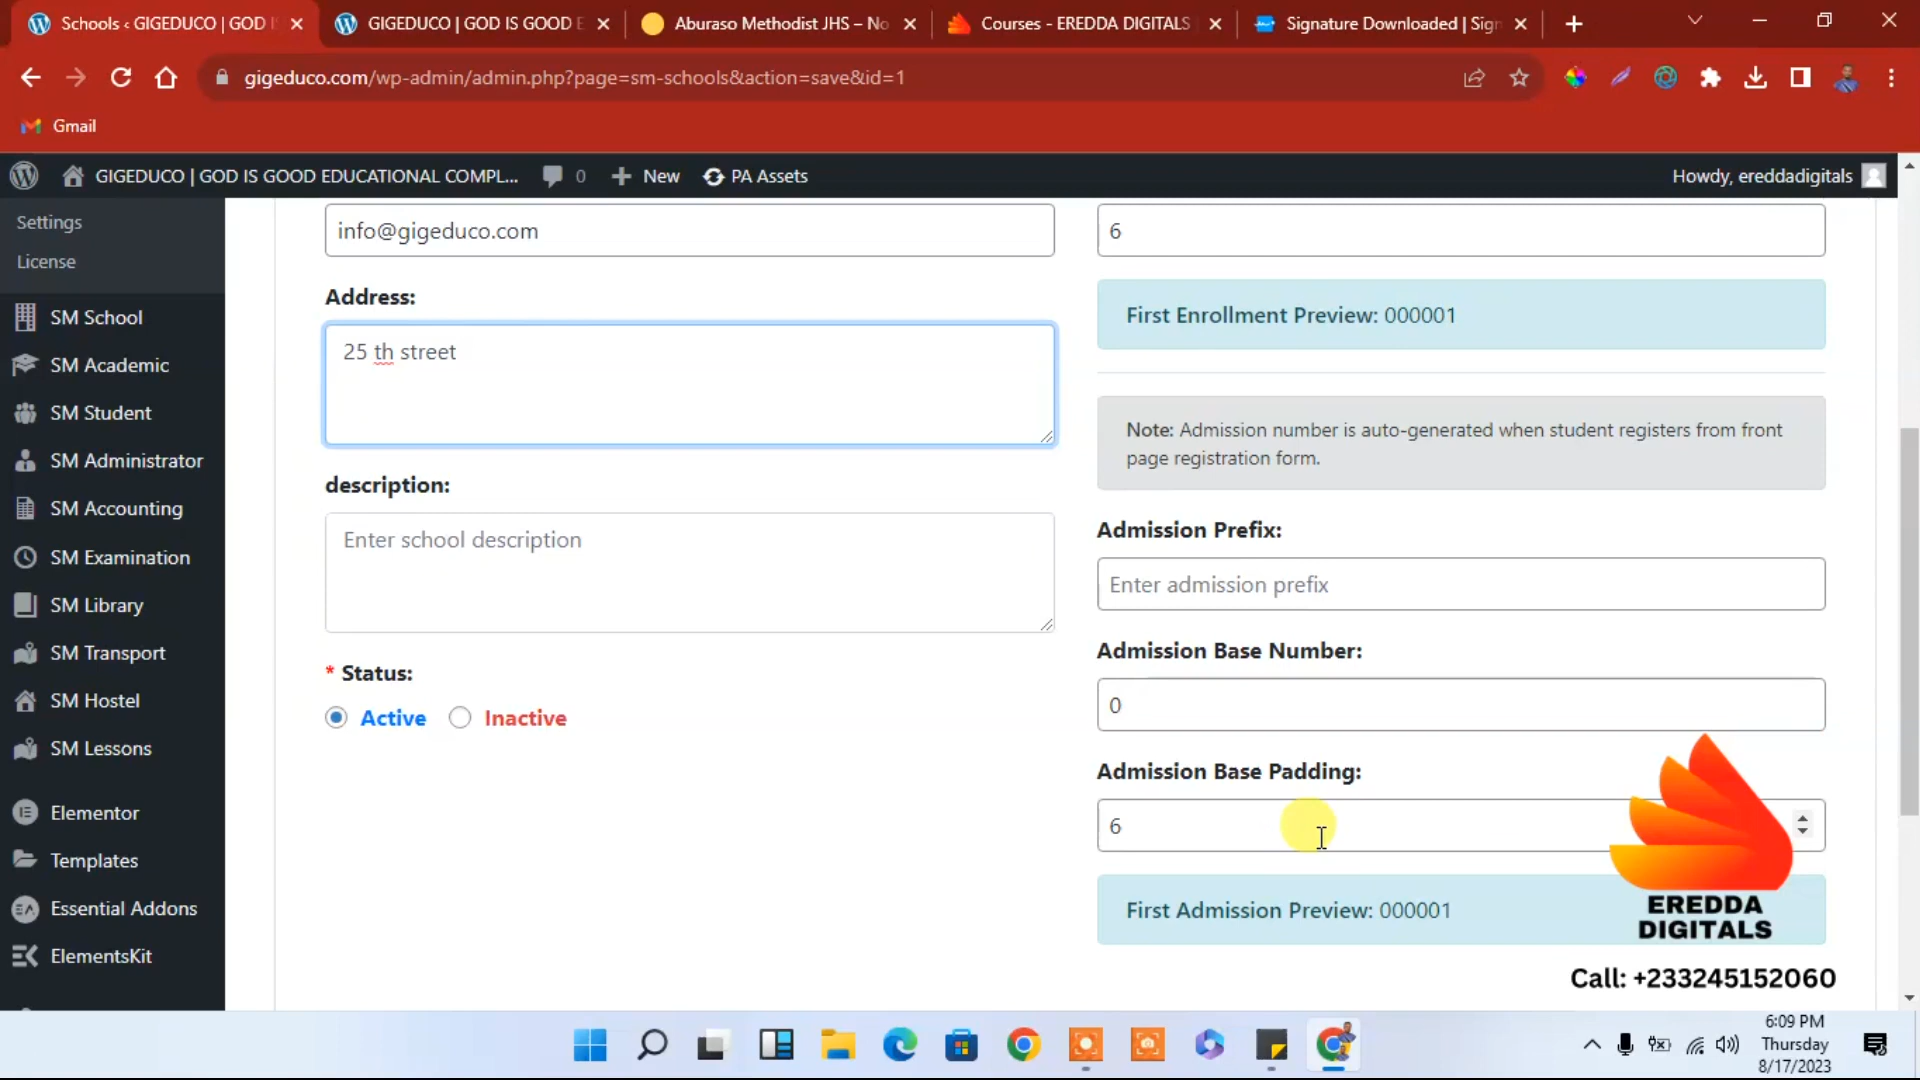 Schools ‹ GIGEDUCO | GOD I
GIGEDUCO | GOD IS GOOD E
Aburaso Methodist JHS – No
Courses - EREDDA DIGITALS
Signature Downloaded | Sign
gigeduco.com/wp-admin/admin.php?page=sm-schools&action=save&id=1
Gmail
GIGEDUCO | GOD IS GOOD EDUCATIONAL COMPL...
0
New
PA Assets
Howdy, ereddadigitals
Settings
License
SM School
SM Academic
SM Student
SM Administrator
SM Accounting
SM Examination
SM Library
SM Transport
SM Hostel
SM Lessons
Elementor
Templates
Essential Addons
ElementsKit
info@gigeduco.com
Address:
25 th street
description:
Enter school description
* Status:
Active
Inactive
6
First Enrollment Preview: 000001
Note: Admission number is auto-generated when student registers from front
page registration form.
Admission Prefix:
Enter admission prefix
Admission Base Number:
0
Admission Base Padding:
6
First Admission Preview: 000001
EREDDA
DIGITALS
Call: +233245152060
6:09 PM
Thursday
8/17/2023